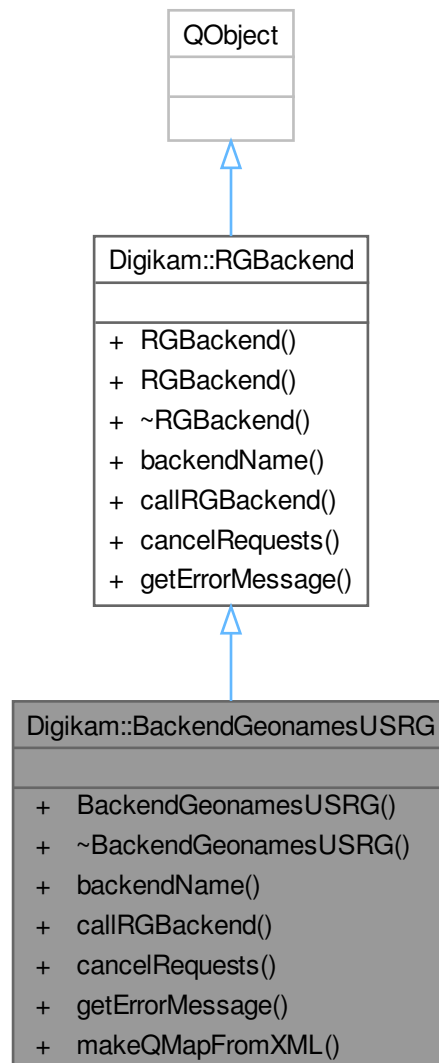 QObject
Digikam::RGBackend
+ RGBackend()
+ RGBackend()
+ ~RGBackend()
+ backendName()
+ callRGBackend()
+ cancelRequests()
+ getErrorMessage()
Digikam::BackendGeonamesUSRG
+ BackendGeonamesUSRG()
+ ~BackendGeonamesUSRG()
+ backendName()
+ callRGBackend()
+ cancelRequests()
+ getErrorMessage()
+ makeQMapFromXML()